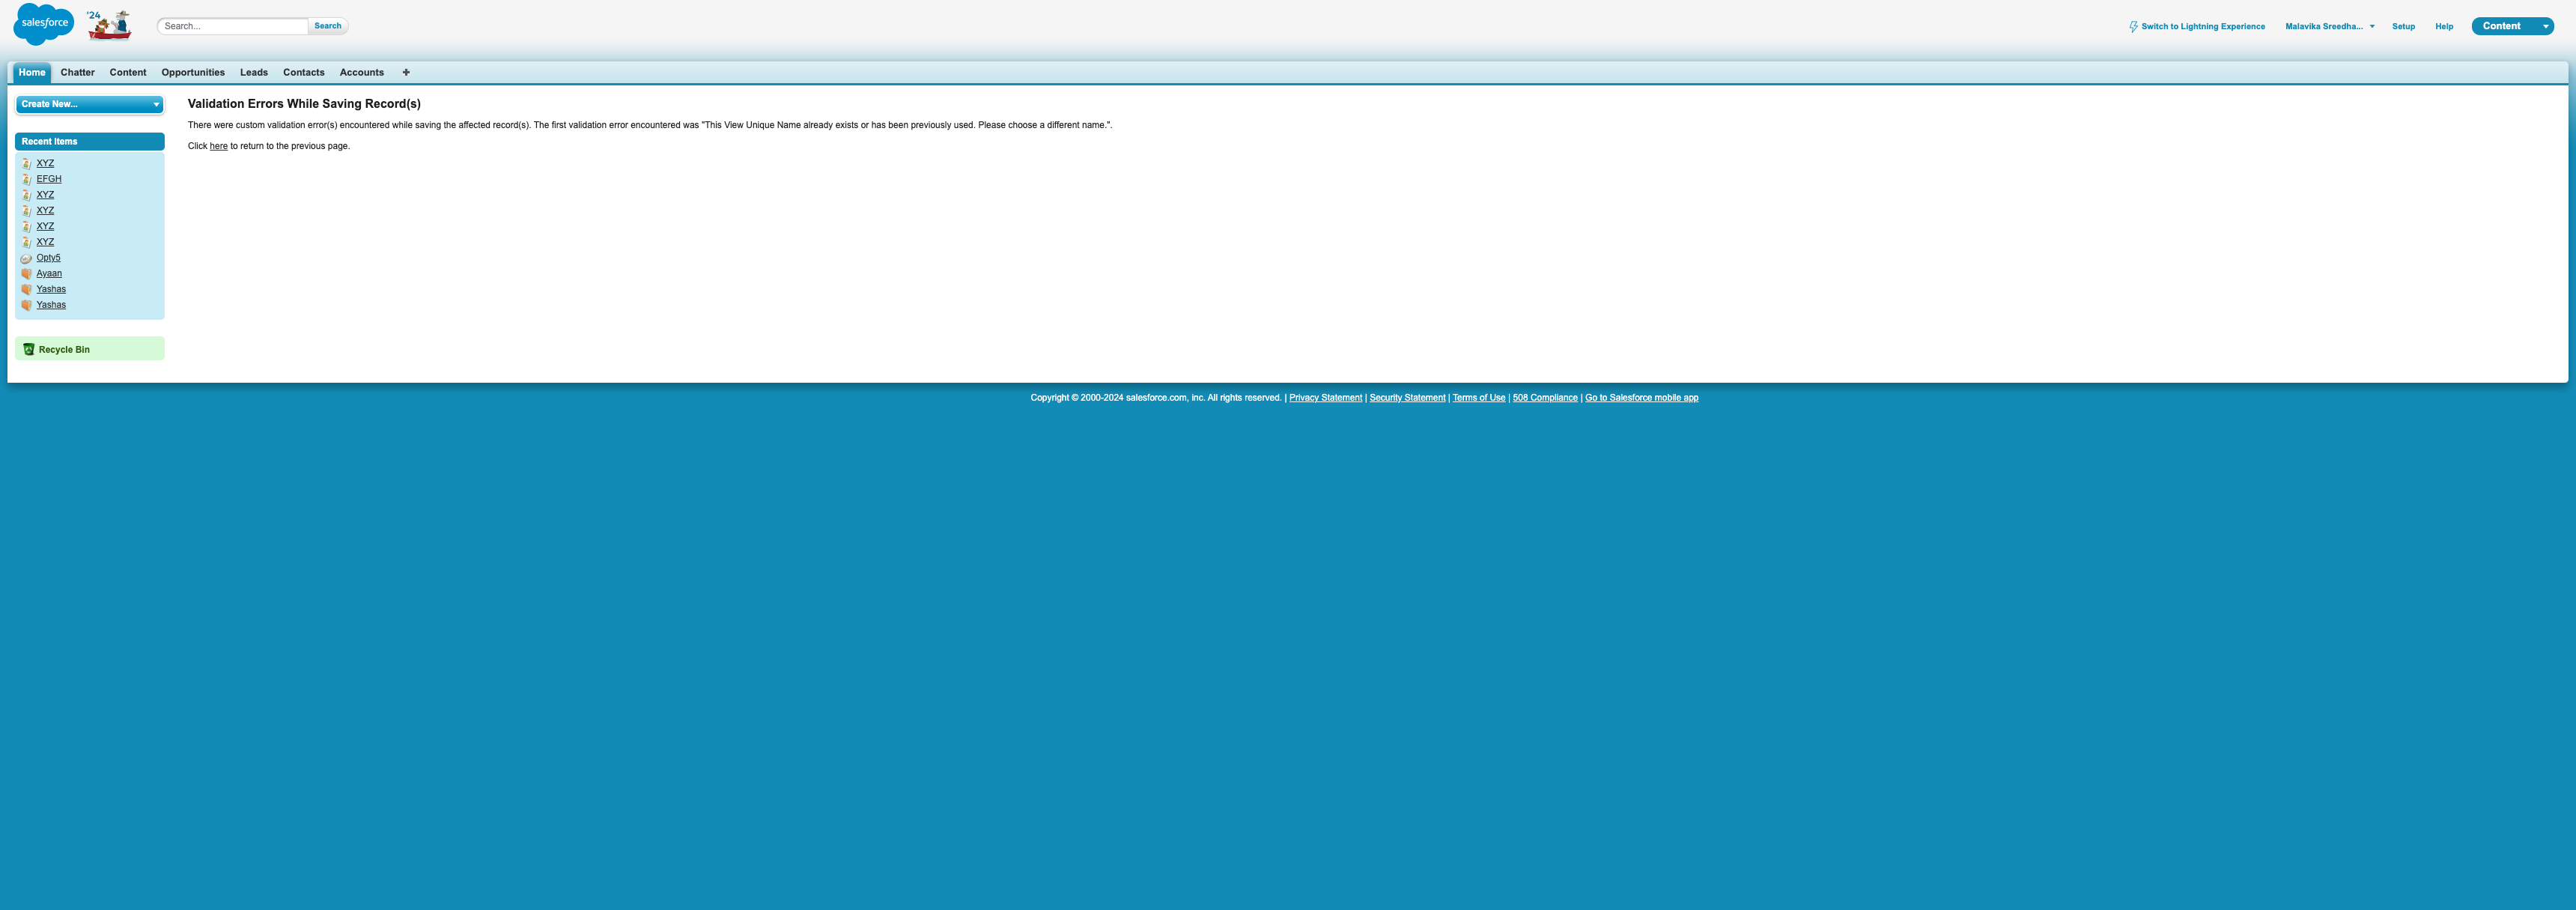 salesforce
'24
Search...
Search
Switch to Lightning Experience
Malavika Sreedha...
Setup
Help
Content
Home
Chatter
Content
Opportunities
Leads
Contacts
Accounts
+
Create New...
Recent Items
XYZ
EFGH
XYZ
XYZ
XYZ
XYZ
Opty5
Ayaan
Yashas
Yashas
Recycle Bin
Validation Errors While Saving Record(s)
There were custom validation error(s) encountered while saving the affected record(s). The first validation error encountered was "This View Unique Name already exists or has been previously used. Please choose a different name.".
Click here to return to the previous page.
Copyright © 2000-2024 salesforce.com, inc. All rights reserved. | Privacy Statement | Security Statement | Terms of Use | 508 Compliance | Go to Salesforce mobile app